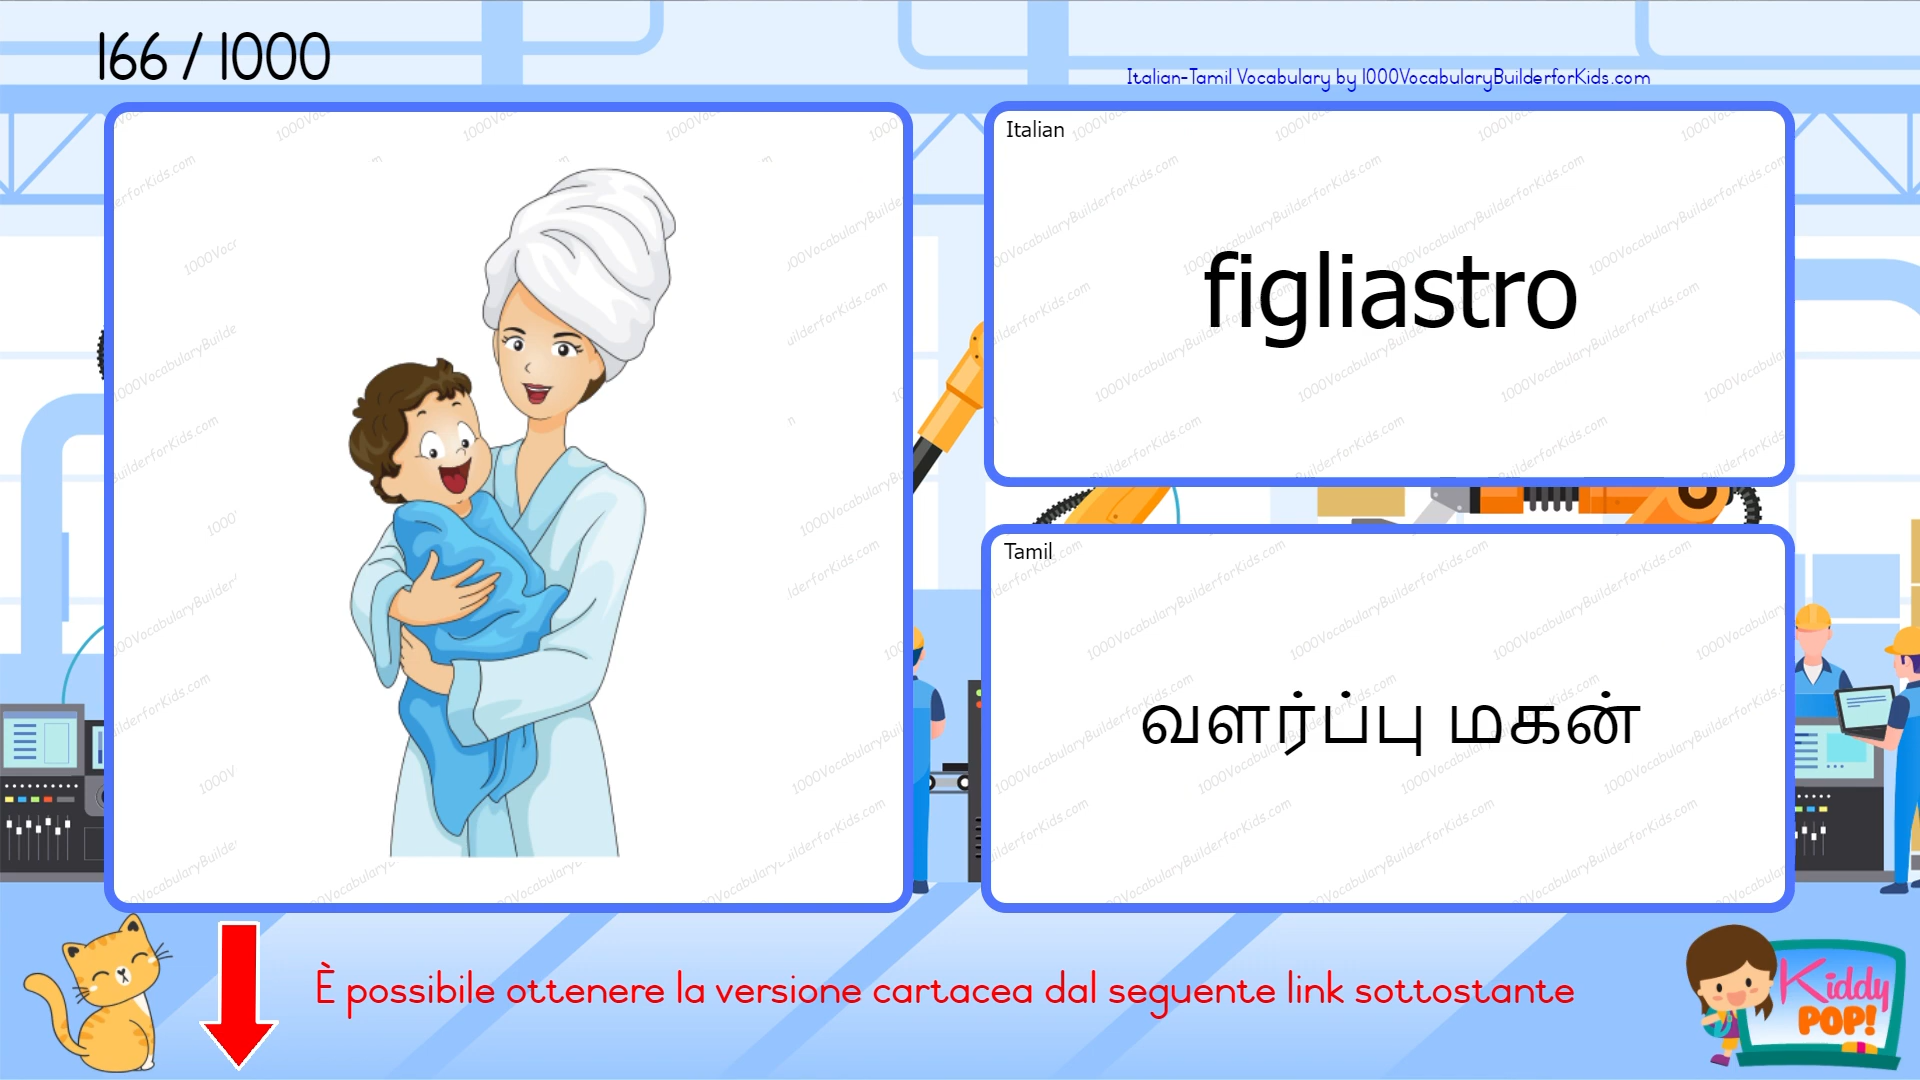 166 / 1000
Italian-Tamil Vocabulary by 1000VocabularyBuilderforKids.com
Italian
figliastro
Tamil
வளர்ப்பு மகன்
È possibile ottenere la versione cartacea dal seguente link sottostante
Kiddy
POP!